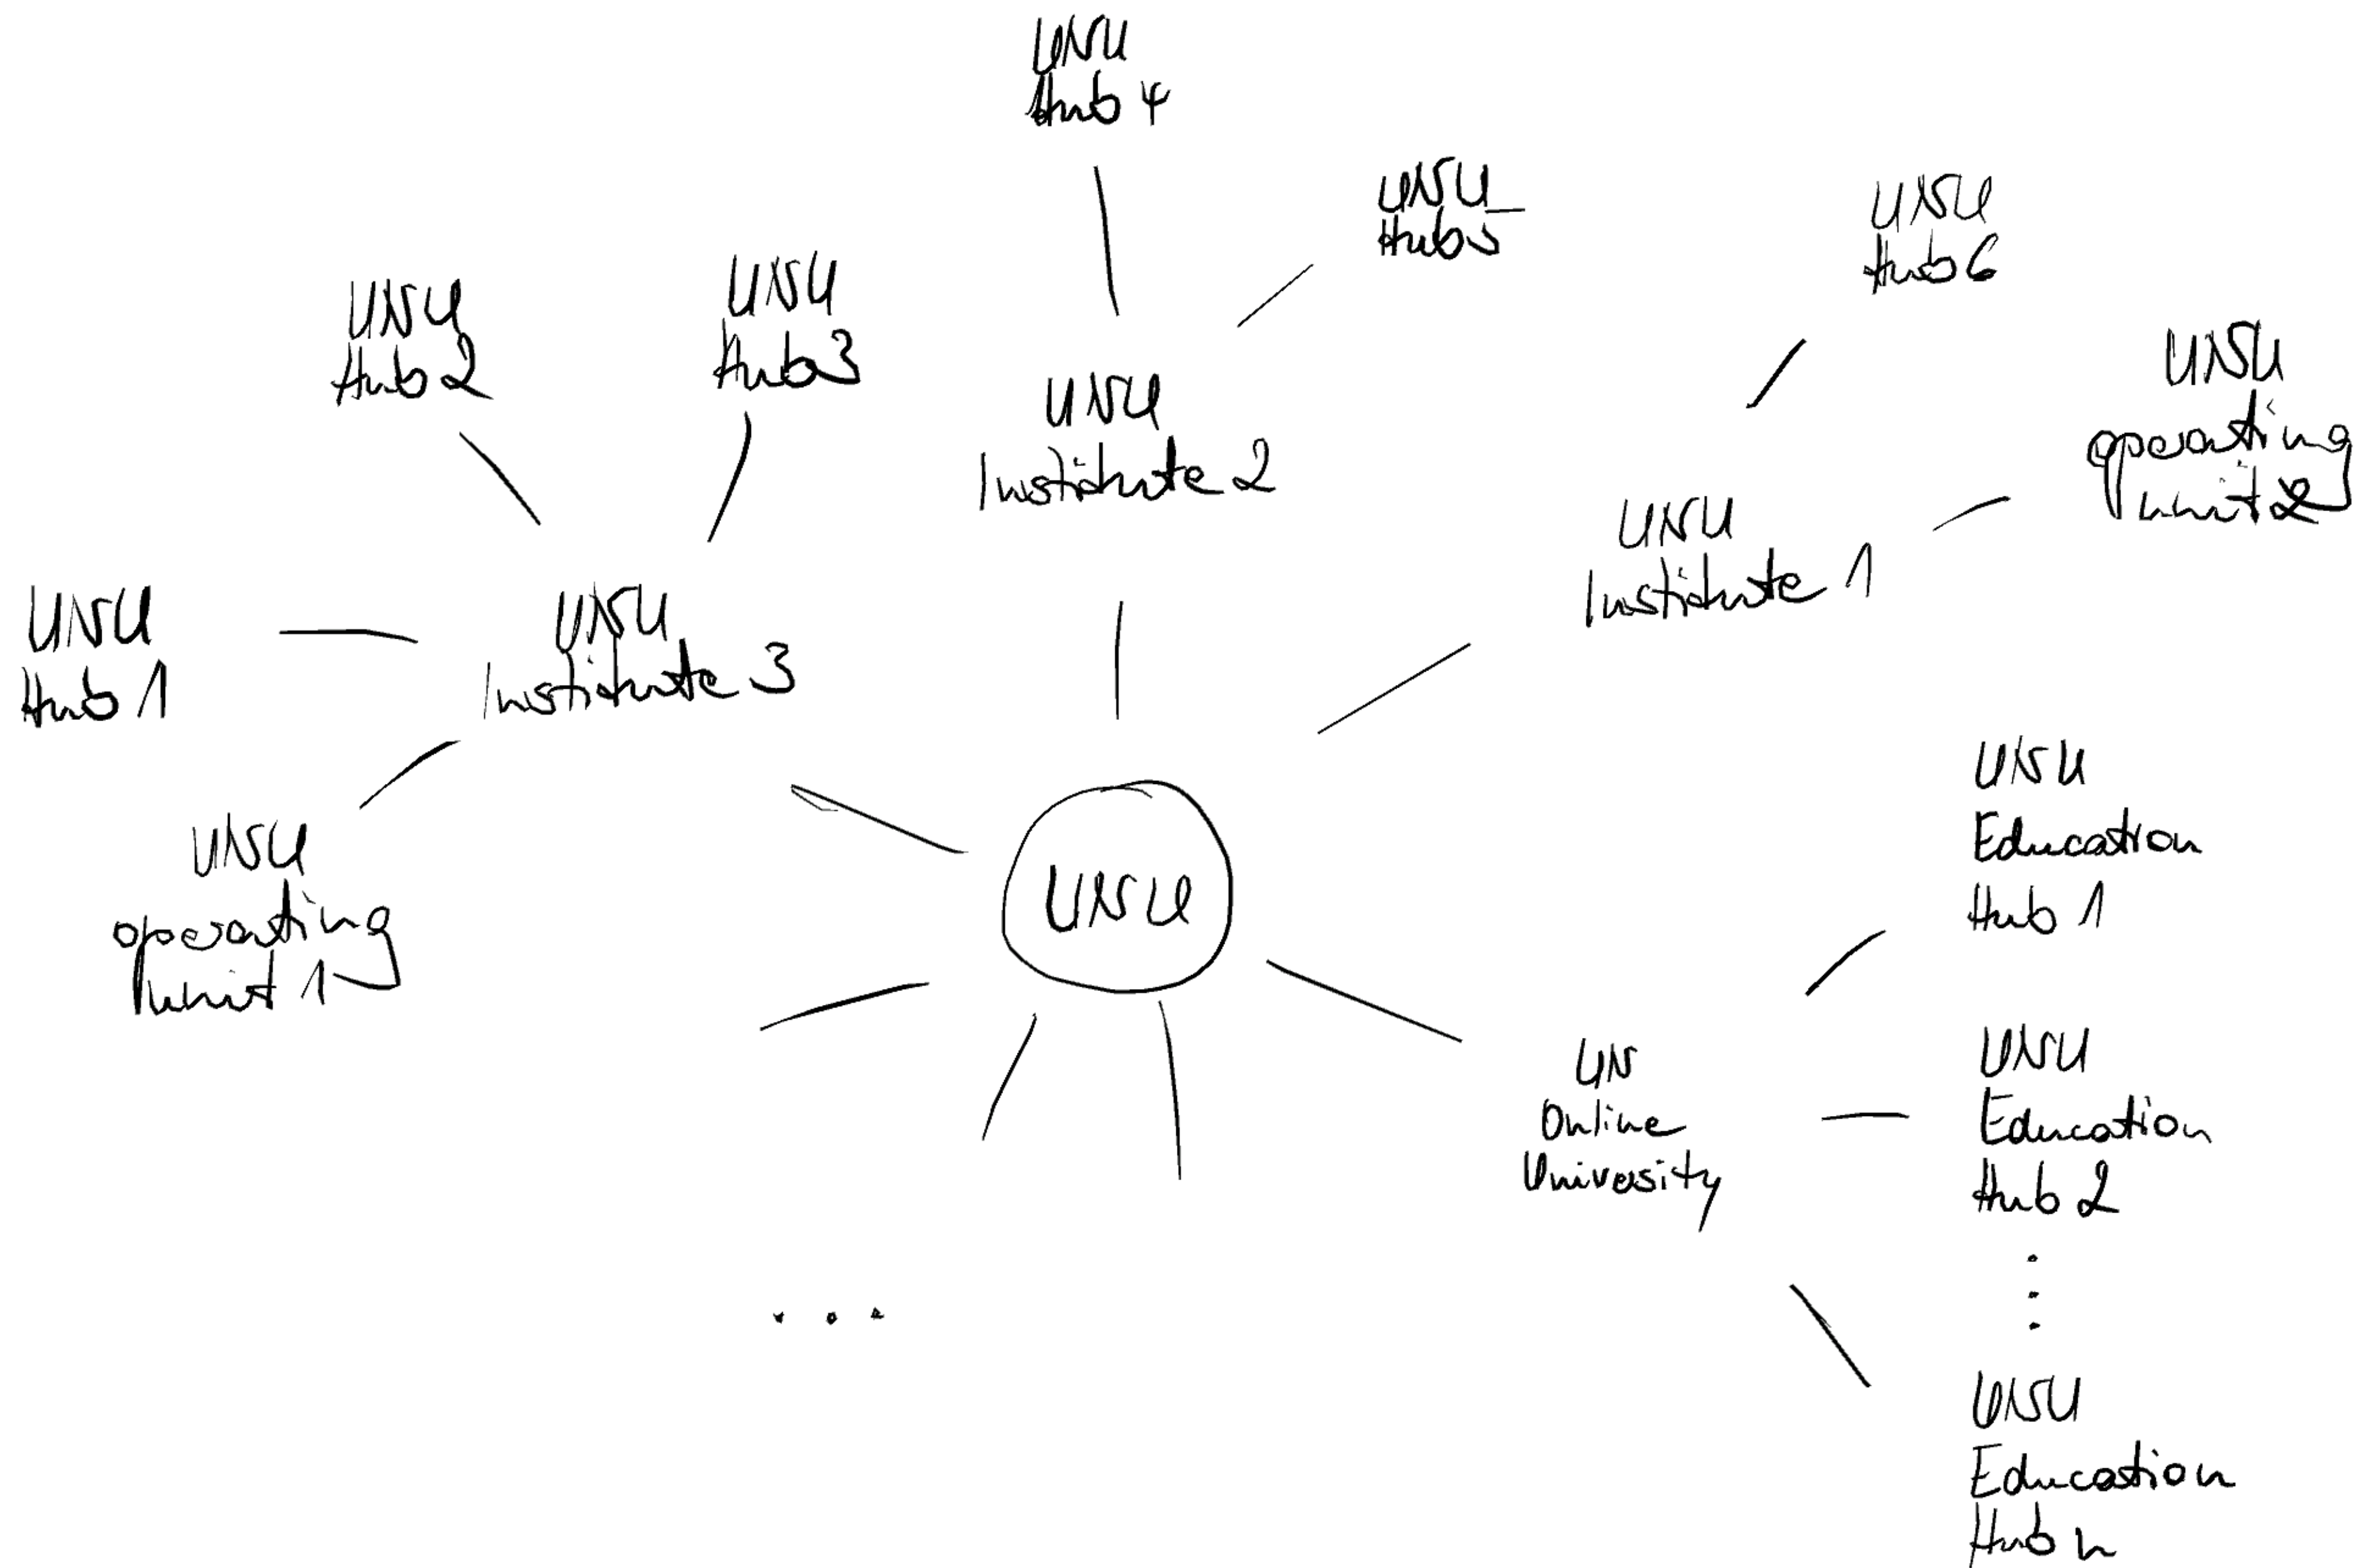 UNU
Hub 4
UNU
Hub 5
UNU
Hub 6
UNU
Hub 2
UNU
Hub 3
UNU
operating
unit 2
UNU
Institute 2
UNU
Institute 1
UNU
Hub 1
UNU
Institute 3
UNU
operating
unit 1
UNU
UNU
Education
Hub 1
UN
Online
University
UNU
Education
Hub 2
...
UNU
Education
Hub n